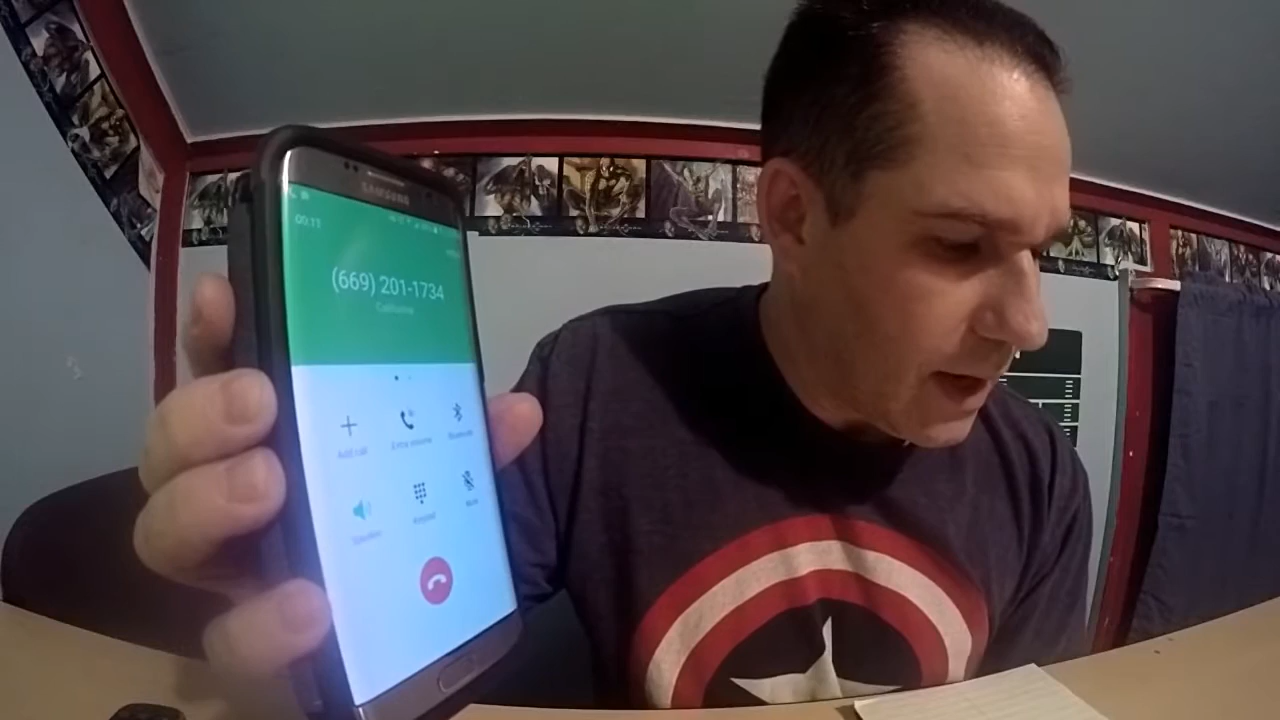 SAMSUNG
00:11
(669) 201-1734
California
Add call
Extra volume
Bluetooth
Speaker
Keypad
Mute